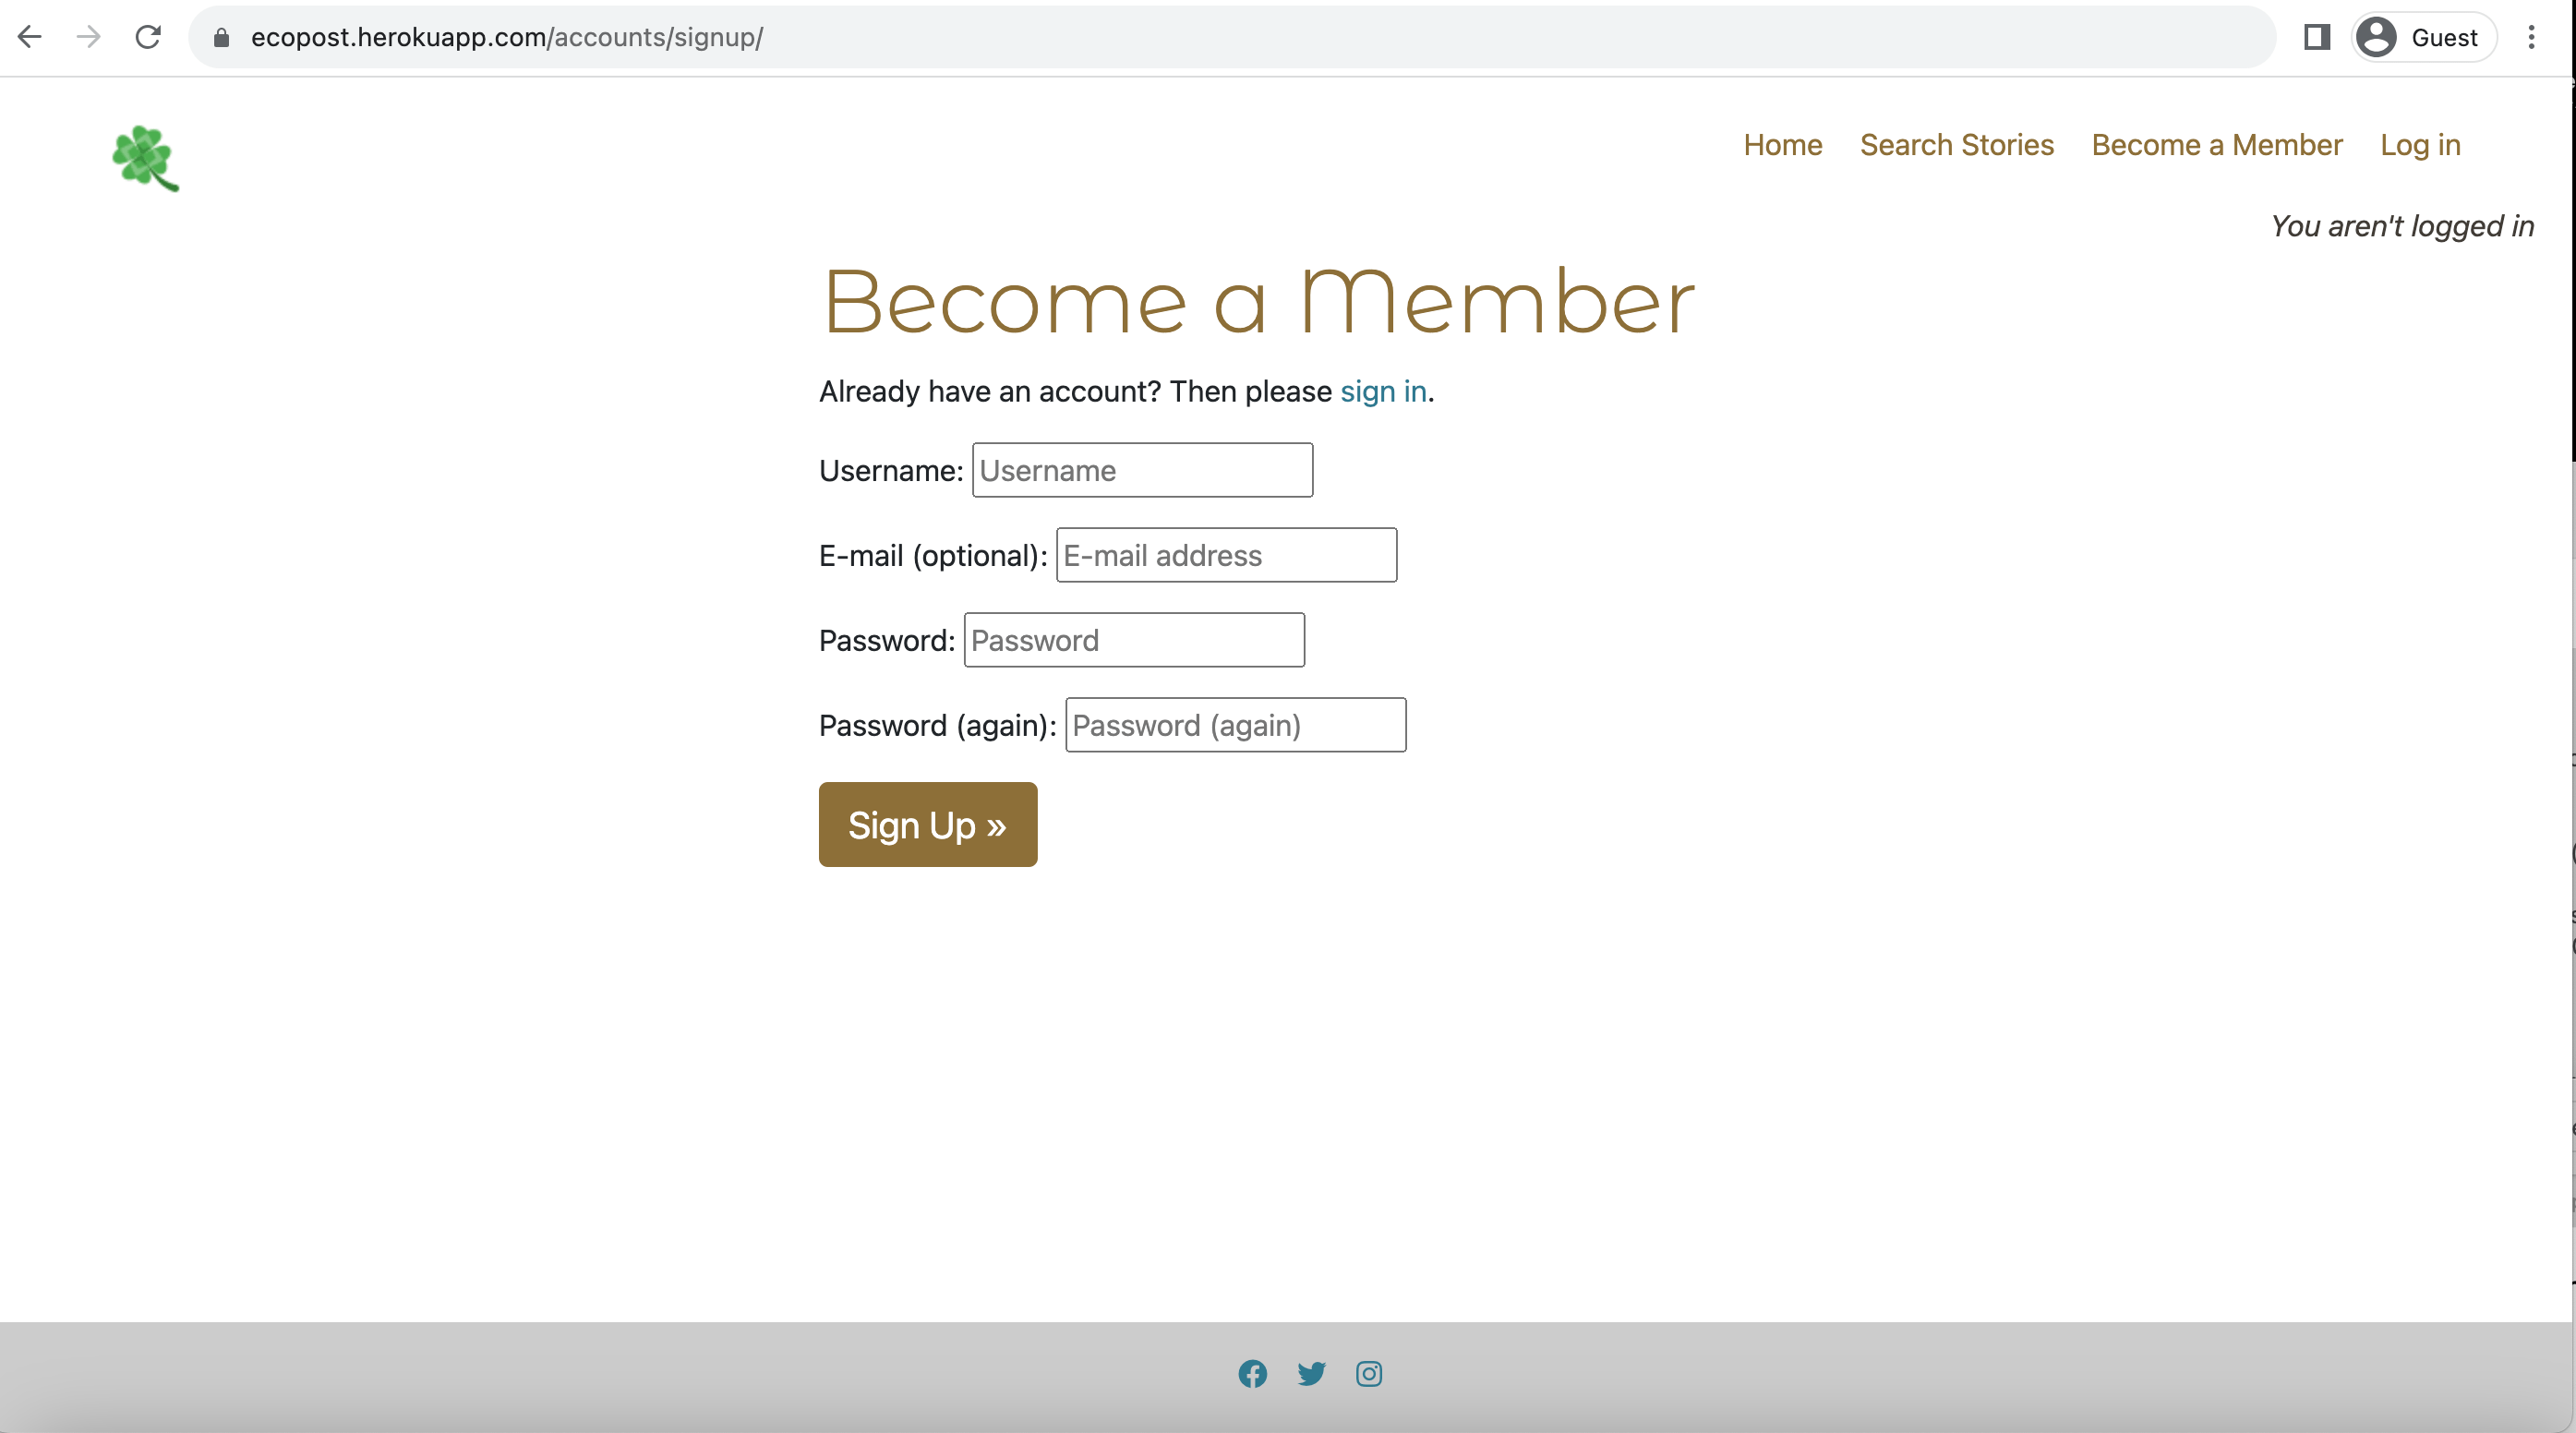 ecopost.herokuapp.com/accounts/signup/
Guest
Home Search Stories Become a Member Log in
You aren't logged in
Become a Member
Already have an account? Then please sign in.
Username: Username
E-mail (optional): E-mail address
Password: Password
Password (again): Password (again)
Sign Up »